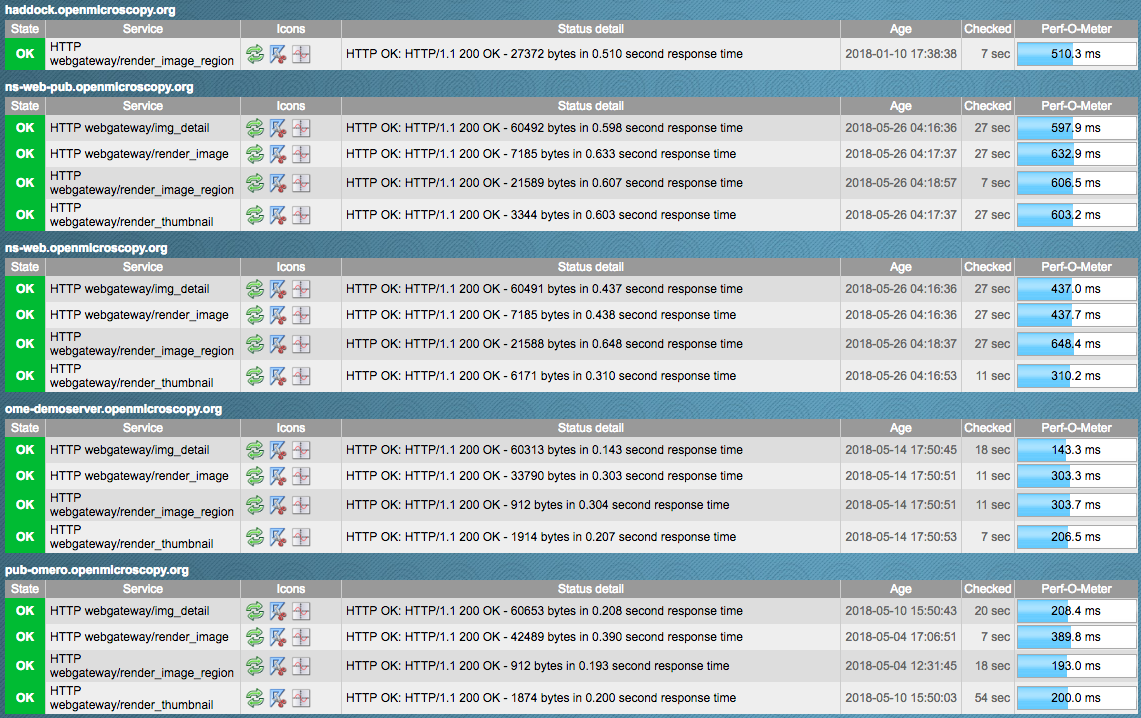 haddock.openmicroscopy.org
State Service Icons Status detail Age Checked Perf-O-Meter
OK HTTP webgateway/render_image_region HTTP OK: HTTP/1.1 200 OK - 27372 bytes in 0.510 second response time 2018-01-10 17:38:38 7 sec 510.3 ms
ns-web-pub.openmicroscopy.org
State Service Icons Status detail Age Checked Perf-O-Meter
OK HTTP webgateway/img_detail HTTP OK: HTTP/1.1 200 OK - 60492 bytes in 0.598 second response time 2018-05-26 04:16:36 27 sec 597.9 ms
OK HTTP webgateway/render_image HTTP OK: HTTP/1.1 200 OK - 7185 bytes in 0.633 second response time 2018-05-26 04:17:37 27 sec 632.9 ms
OK HTTP webgateway/render_image_region HTTP OK: HTTP/1.1 200 OK - 21589 bytes in 0.607 second response time 2018-05-26 04:18:57 7 sec 606.5 ms
OK HTTP webgateway/render_thumbnail HTTP OK: HTTP/1.1 200 OK - 3344 bytes in 0.603 second response time 2018-05-26 04:17:37 27 sec 603.2 ms
ns-web.openmicroscopy.org
State Service Icons Status detail Age Checked Perf-O-Meter
OK HTTP webgateway/img_detail HTTP OK: HTTP/1.1 200 OK - 60491 bytes in 0.437 second response time 2018-05-26 04:16:36 27 sec 437.0 ms
OK HTTP webgateway/render_image HTTP OK: HTTP/1.1 200 OK - 7185 bytes in 0.438 second response time 2018-05-26 04:16:36 27 sec 437.7 ms
OK HTTP webgateway/render_image_region HTTP OK: HTTP/1.1 200 OK - 21588 bytes in 0.648 second response time 2018-05-26 04:18:37 27 sec 648.4 ms
OK HTTP webgateway/render_thumbnail HTTP OK: HTTP/1.1 200 OK - 6171 bytes in 0.310 second response time 2018-05-26 04:16:53 11 sec 310.2 ms
ome-demoserver.openmicroscopy.org
State Service Icons Status detail Age Checked Perf-O-Meter
OK HTTP webgateway/img_detail HTTP OK: HTTP/1.1 200 OK - 60313 bytes in 0.143 second response time 2018-05-14 17:50:45 18 sec 143.3 ms
OK HTTP webgateway/render_image HTTP OK: HTTP/1.1 200 OK - 33790 bytes in 0.303 second response time 2018-05-14 17:50:51 11 sec 303.3 ms
OK HTTP webgateway/render_image_region HTTP OK: HTTP/1.1 200 OK - 912 bytes in 0.304 second response time 2018-05-14 17:50:51 11 sec 303.7 ms
OK HTTP webgateway/render_thumbnail HTTP OK: HTTP/1.1 200 OK - 1914 bytes in 0.207 second response time 2018-05-14 17:50:53 7 sec 206.5 ms
pub-omero.openmicroscopy.org
State Service Icons Status detail Age Checked Perf-O-Meter
OK HTTP webgateway/img_detail HTTP OK: HTTP/1.1 200 OK - 60653 bytes in 0.208 second response time 2018-05-10 15:50:43 20 sec 208.4 ms
OK HTTP webgateway/render_image HTTP OK: HTTP/1.1 200 OK - 42489 bytes in 0.390 second response time 2018-05-04 17:06:51 7 sec 389.8 ms
OK HTTP webgateway/render_image_region HTTP OK: HTTP/1.1 200 OK - 912 bytes in 0.193 second response time 2018-05-04 12:31:45 18 sec 193.0 ms
OK HTTP webgateway/render_thumbnail HTTP OK: HTTP/1.1 200 OK - 1874 bytes in 0.200 second response time 2018-05-10 15:50:03 54 sec 200.0 ms